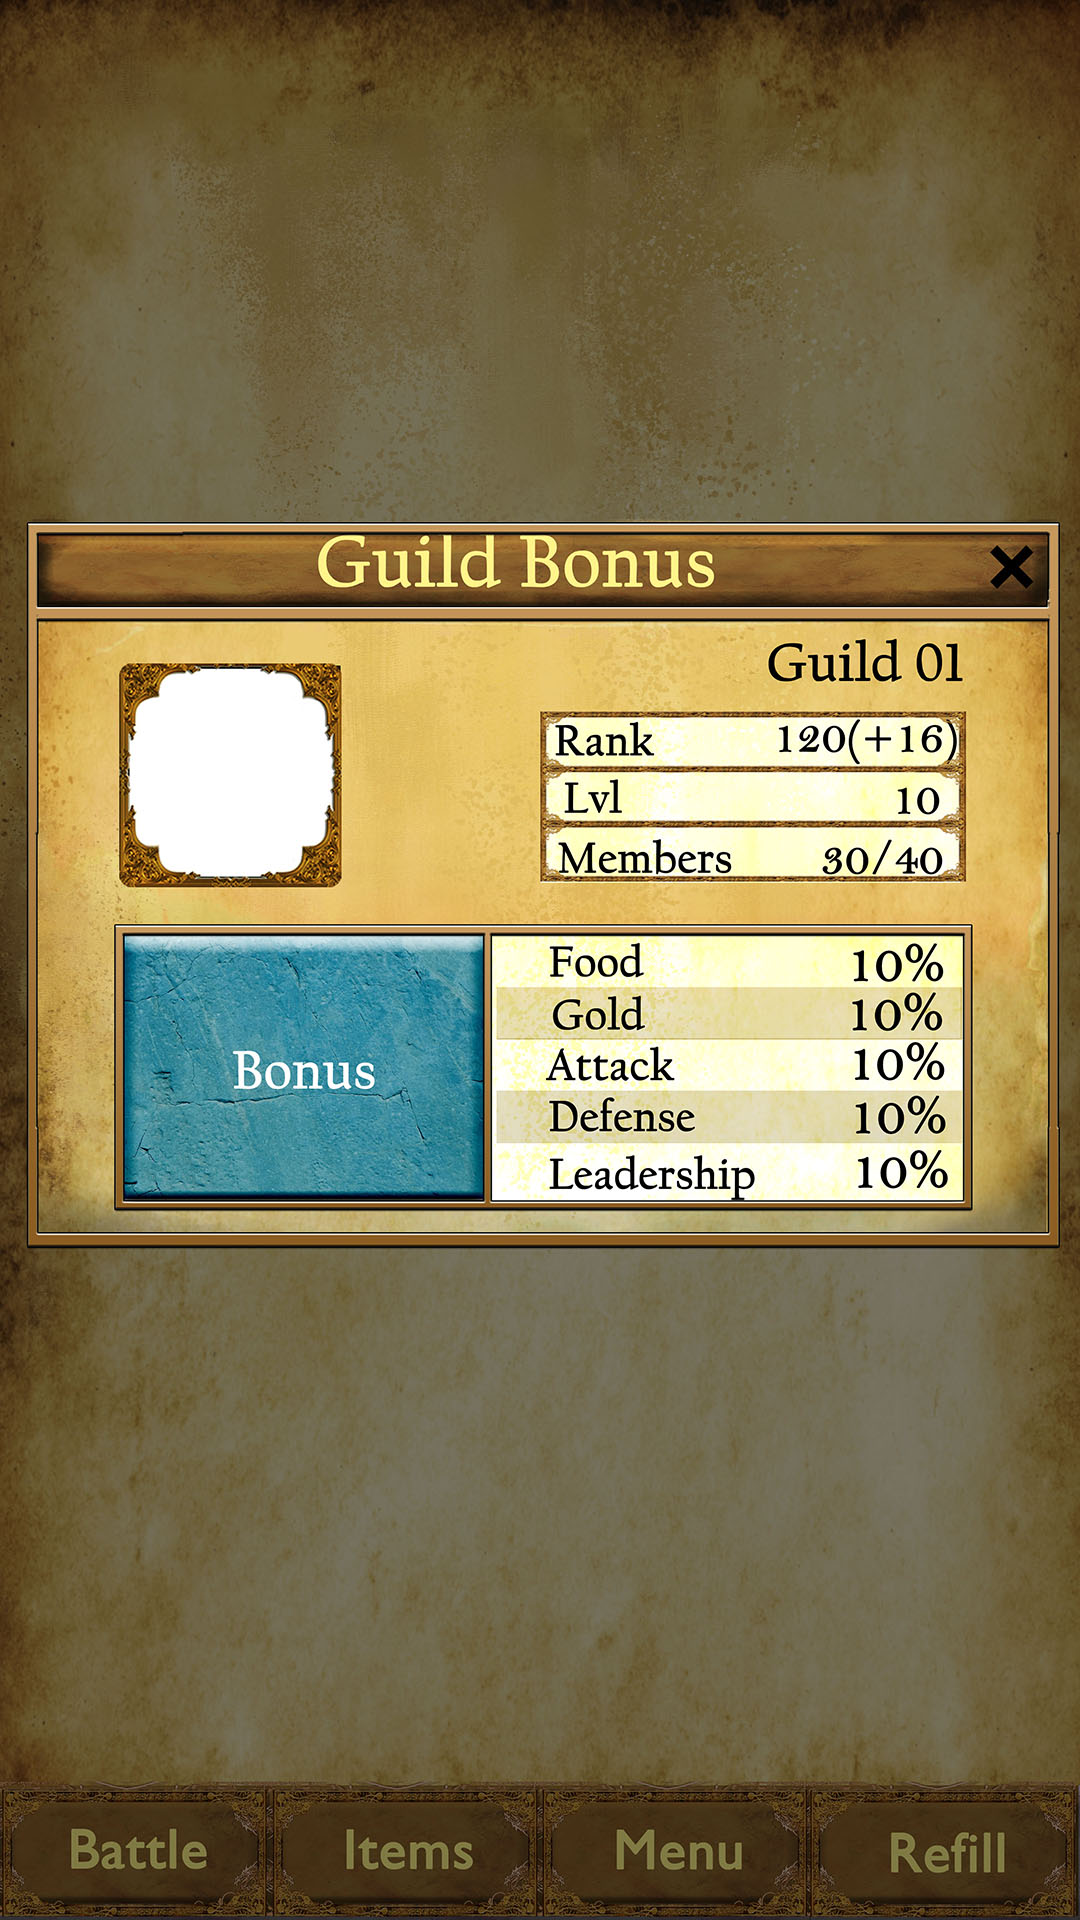 Guild Bonus
Guild 01
Rank 120(+16)
Lvl 10
Members 30/40
Bonus
Food 10%
Gold 10%
Attack 10%
Defense 10%
Leadership 10%
Battle Items Menu Refill